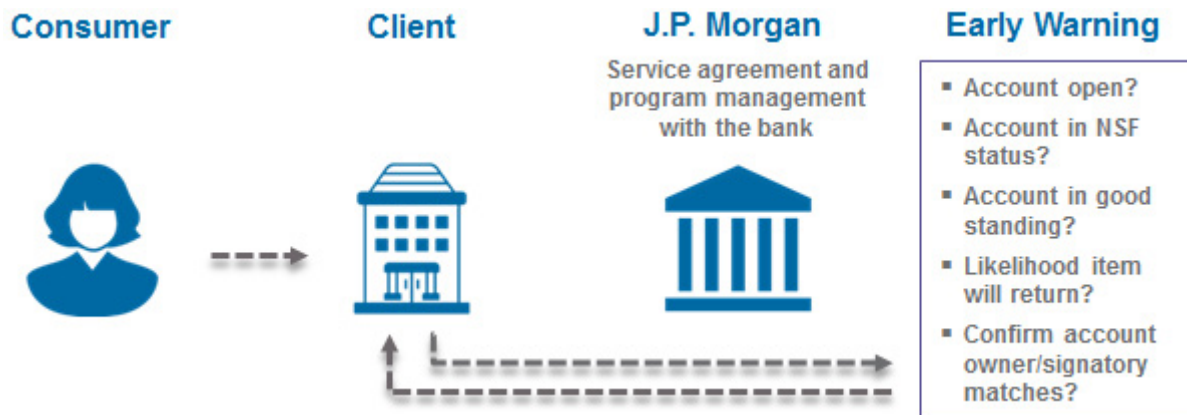 Consumer
Client
J.P. Morgan
Service agreement and
program management
with the bank
Early Warning
▪ Account open?
▪ Account in NSF
status?
▪ Account in good
standing?
▪ Likelihood item
will return?
▪ Confirm account
owner/signatory
matches?